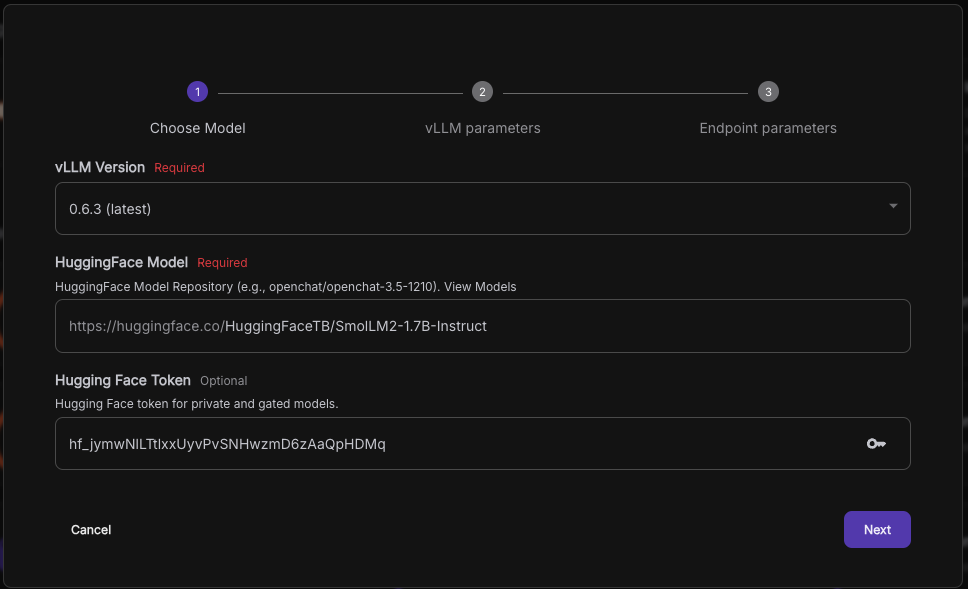 1
2
3
Choose Model
vLLM parameters
Endpoint parameters
vLLM Version Required
0.6.3 (latest)
HuggingFace Model Required
HuggingFace Model Repository (e.g., openchat/openchat-3.5-1210). View Models
https://huggingface.co/HuggingFaceTB/SmolLM2-1.7B-Instruct
Hugging Face Token Optional
Hugging Face token for private and gated models.
Cancel
Next